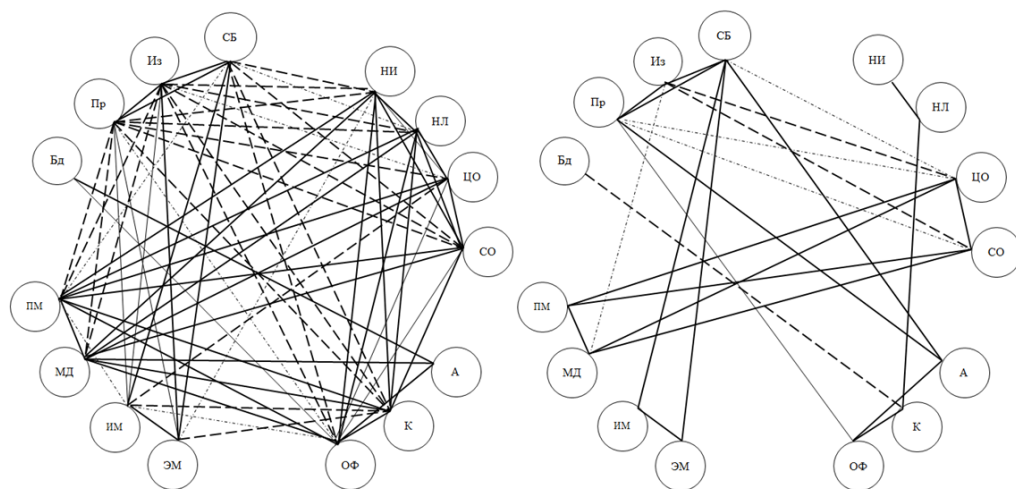 СБ
Из
НИ
Пр
НЛ
Бд
ЦО
СО
ПМ
МД
А
ИМ
К
ЭМ
ОФ
СБ
Из
НИ
Пр
НЛ
Бд
ЦО
СО
ПМ
МД
А
ИМ
К
ЭМ
ОФ